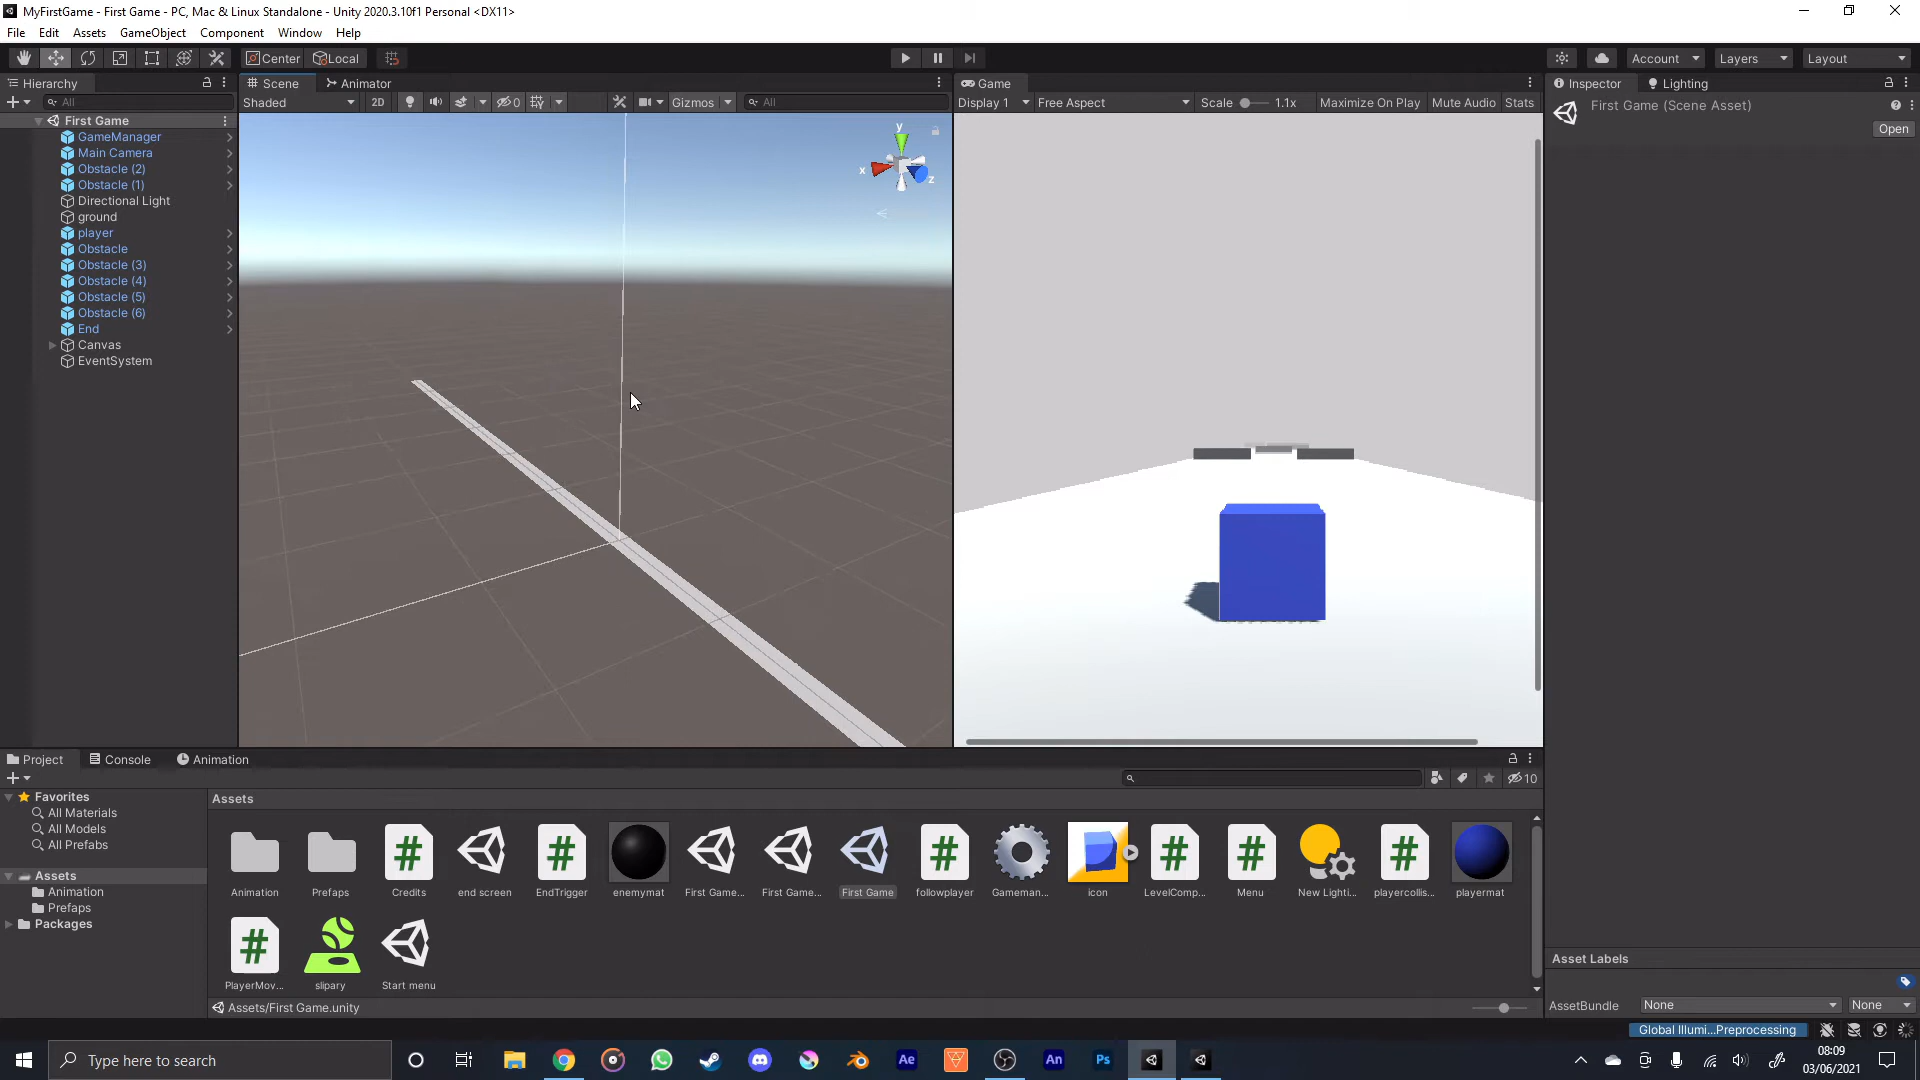 MyFirstGame - First Game - PC, Mac & Linux Standalone - Unity 2020.3.10f1 Personal <DX11>
File Edit Assets GameObject Component Window Help
Center Local Account Layers Layout
Hierarchy Scene Animator Game Inspector Lighting
All Shaded 2D 0 Gizmos All Display 1 Free Aspect Scale 1.1x Maximize On Play Mute Audio Stats
First Game (Scene Asset)
Open
First Game
GameManager
Main Camera
Obstacle (2)
Obstacle (1)
Directional Light
ground
player
Obstacle
Obstacle (3)
Obstacle (4)
Obstacle (5)
Obstacle (6)
End
Canvas
EventSystem
y
x
z
Project Console Animation
10
Favorites
All Materials
All Models
All Prefabs
Assets
Animation
Prefaps
Packages
Assets
Animation Prefaps Credits end screen EndTrigger enemymat First Game... First Game... First Game followplayer Gameman... icon LevelComp... Menu New Lighti... playercollis... playermat
PlayerMov... slipary Start menu
Assets/First Game.unity
Asset Labels
AssetBundle None None
Global Illumi...Preprocessing
Type here to search
Ae An Ps
08:09
03/06/2021